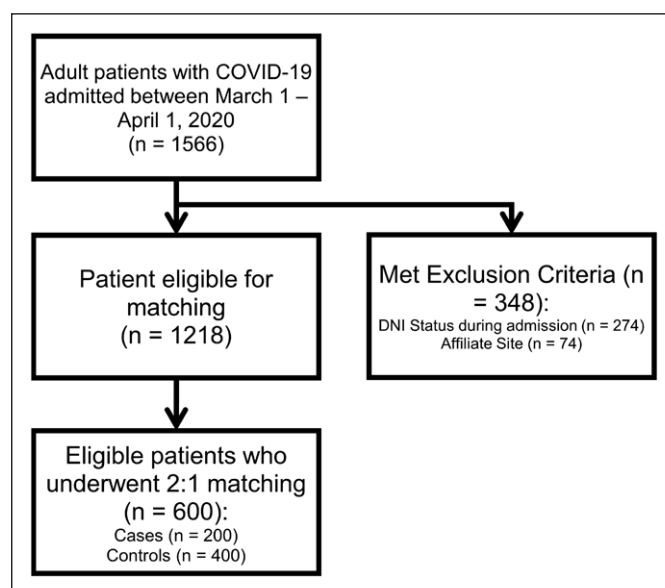 Adult patients with COVID-19
admitted between March 1 –
April 1, 2020
(n = 1566)
Patient eligible for
matching
(n = 1218)
Met Exclusion Criteria (n
= 348):
DNI Status during admission (n = 274)
Affiliate Site (n = 74)
Eligible patients who
underwent 2:1 matching
(n = 600):
Cases (n = 200)
Controls (n = 400)